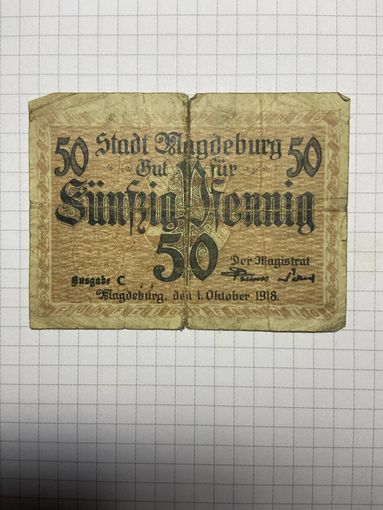 50 Stadt Magdeburg 50
Gut für
Fünfzig Pfennig
50
Der Magistrat
Ausgabe C
Magdeburg, den 1. Oktober 1918.